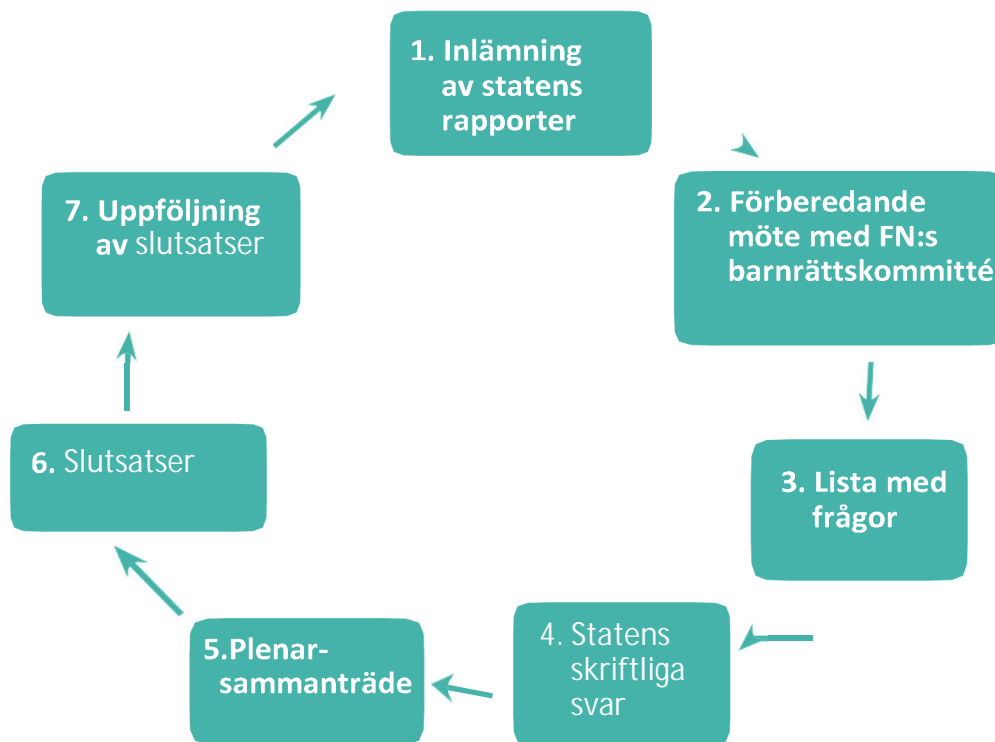 1. Inlämning
av statens
rapporter
2. Förberedande
möte med FN:s
barnrättskommitté
3. Lista med
frågor
4. Statens
skriftliga
svar
5.Plenar-
sammanträde
6. Slutsatser
7. Uppföljning
av slutsatser